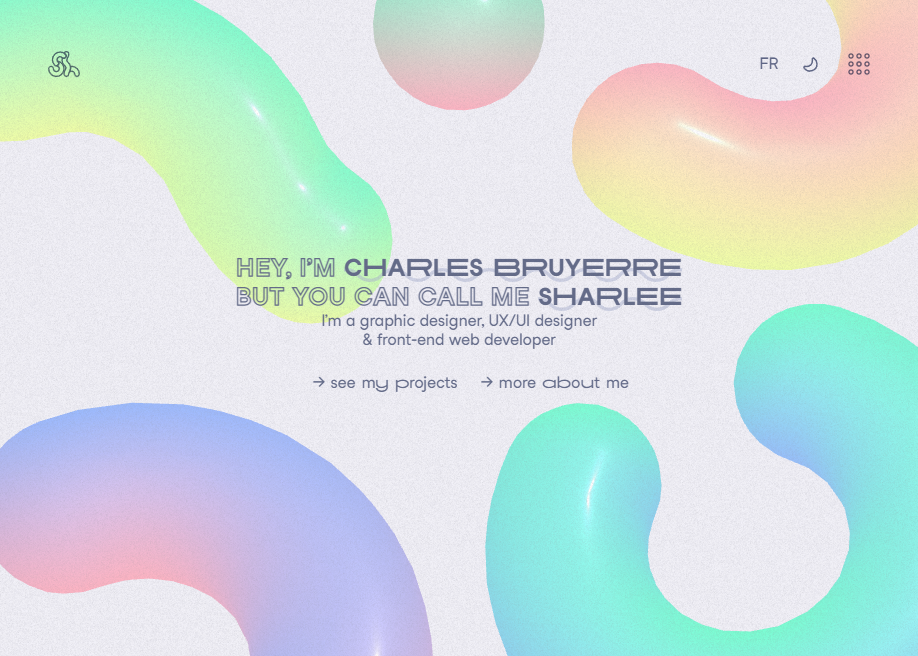 FR
HEY, I'M CHARLES BRUYERRE
BUT YOU CAN CALL ME SHARLEE
I'm a graphic designer, UX/UI designer
& front-end web developer
→ see my projects → more about me